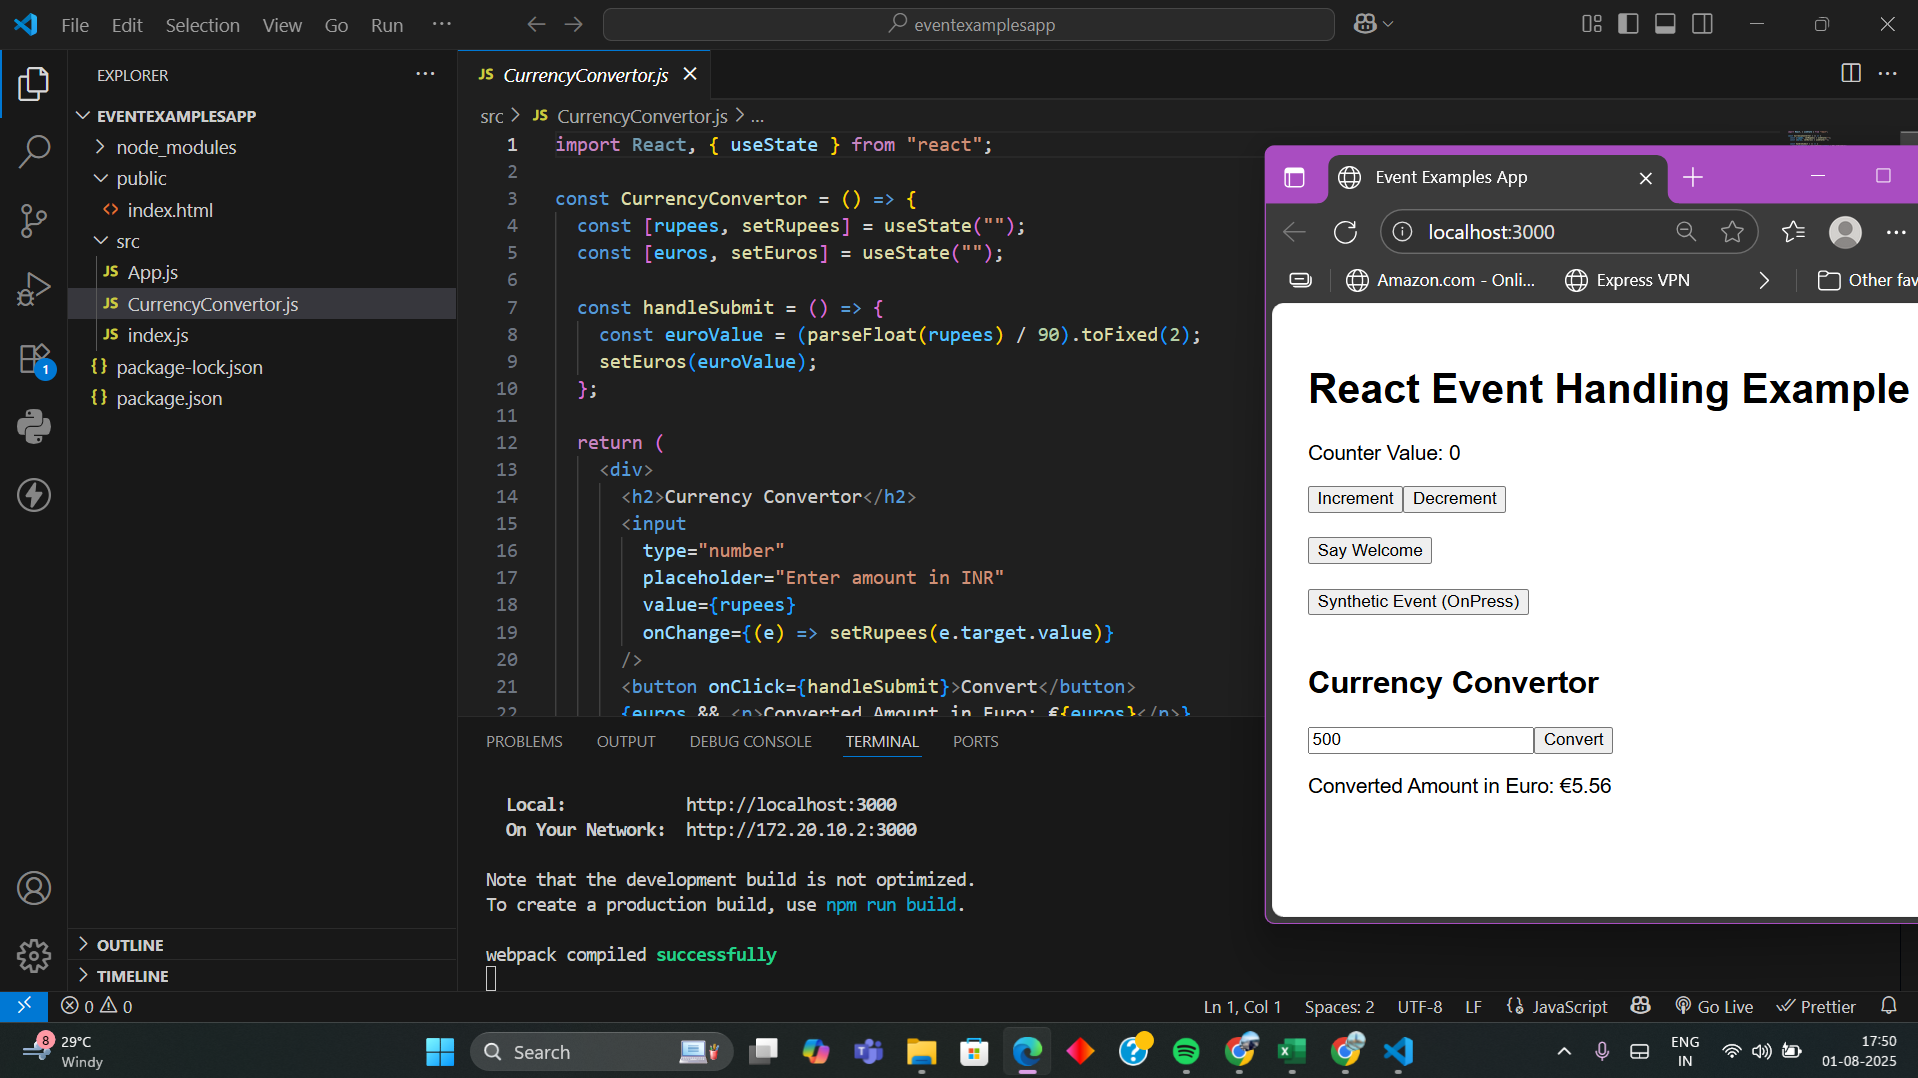 File Edit Selection View Go Run ···
eventexamplesapp
EXPLORER
EVENTEXAMPLESAPP
node_modules
public
<> index.html
src
JS App.js
JS CurrencyConvertor.js
JS index.js
{} package-lock.json
{} package.json
OUTLINE
TIMELINE
1
JS CurrencyConvertor.js
src > JS CurrencyConvertor.js > ...
1 import React, { useState } from "react";
2
3 const CurrencyConvertor = () => {
4 const [rupees, setRupees] = useState("");
5 const [euros, setEuros] = useState("");
6
7 const handleSubmit = () => {
8 const euroValue = (parseFloat(rupees) / 90).toFixed(2);
9 setEuros(euroValue);
10 };
11
12 return (
13 <div>
14 <h2>Currency Convertor</h2>
15 <input
16 type="number"
17 placeholder="Enter amount in INR"
18 value={rupees}
19 onChange={(e) => setRupees(e.target.value)}
20 />
21 <button onClick={handleSubmit}>Convert</button>
22 {euros && <p>Converted Amount in Euro: €{euros}</p>}
PROBLEMS OUTPUT DEBUG CONSOLE TERMINAL PORTS
Local: http://localhost:3000
On Your Network: http://172.20.10.2:3000
Note that the development build is not optimized.
To create a production build, use npm run build.
webpack compiled successfully
Event Examples App
localhost:3000
Amazon.com - Onli... Express VPN Other fav
React Event Handling Example
Counter Value: 0
Increment Decrement
Say Welcome
Synthetic Event (OnPress)
Currency Convertor
500 Convert
Converted Amount in Euro: €5.56
0 0
Ln 1, Col 1 Spaces: 2 UTF-8 LF {} JavaScript Go Live Prettier
8 29°C
Windy
Search
ENG
IN
17:50
01-08-2025